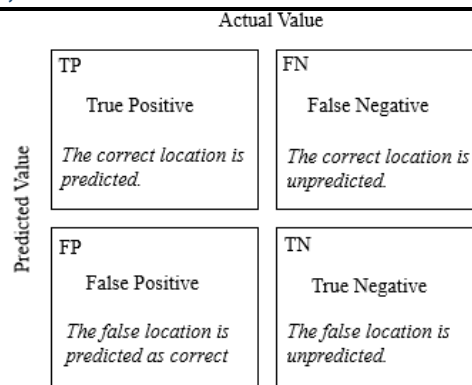 Actual Value
Predicted Value
TP
True Positive
The correct location is
predicted.
FN
False Negative
The correct location is
unpredicted.
FP
False Positive
The false location is
predicted as correct
TN
True Negative
The false location is
unpredicted.